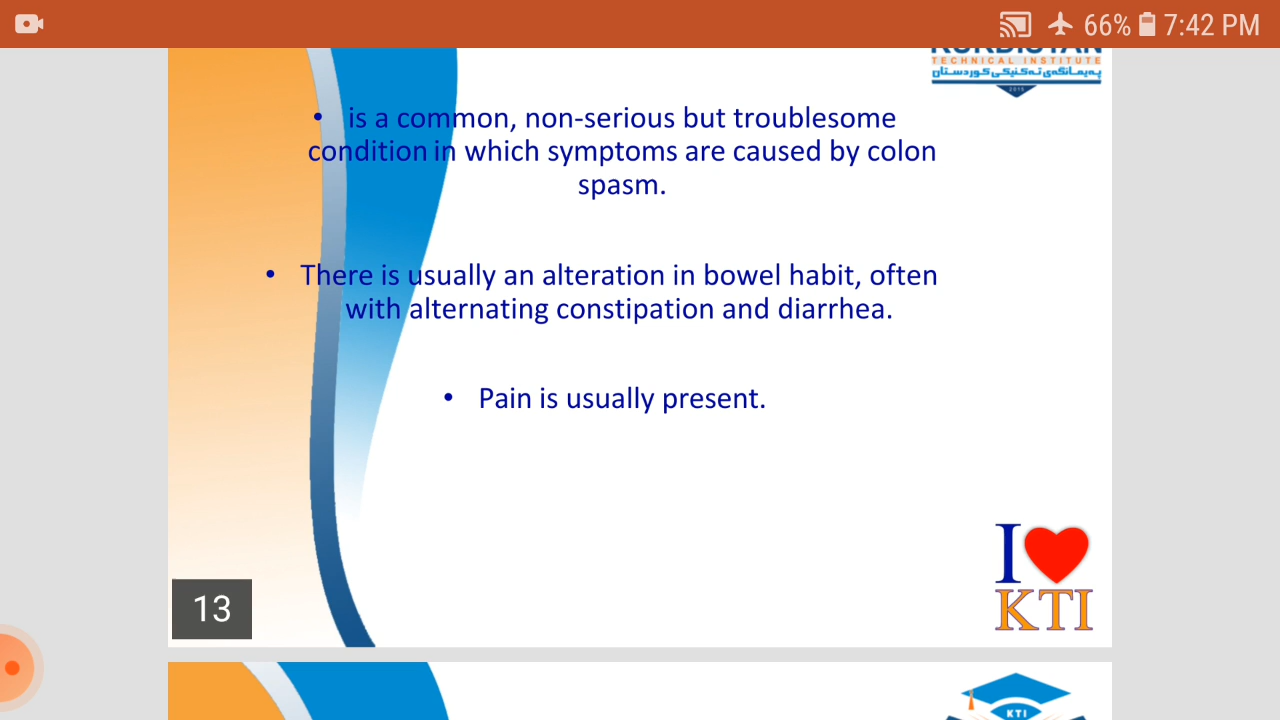 66% 7:42 PM
KURDISTAN
TECHNICAL INSTITUTE
پەیمانگەی تەکنیکی کوردستان
• is a common, non-serious but troublesome
condition in which symptoms are caused by colon
spasm.
• There is usually an alteration in bowel habit, often
with alternating constipation and diarrhea.
• Pain is usually present.
I
KTI
13
KTI